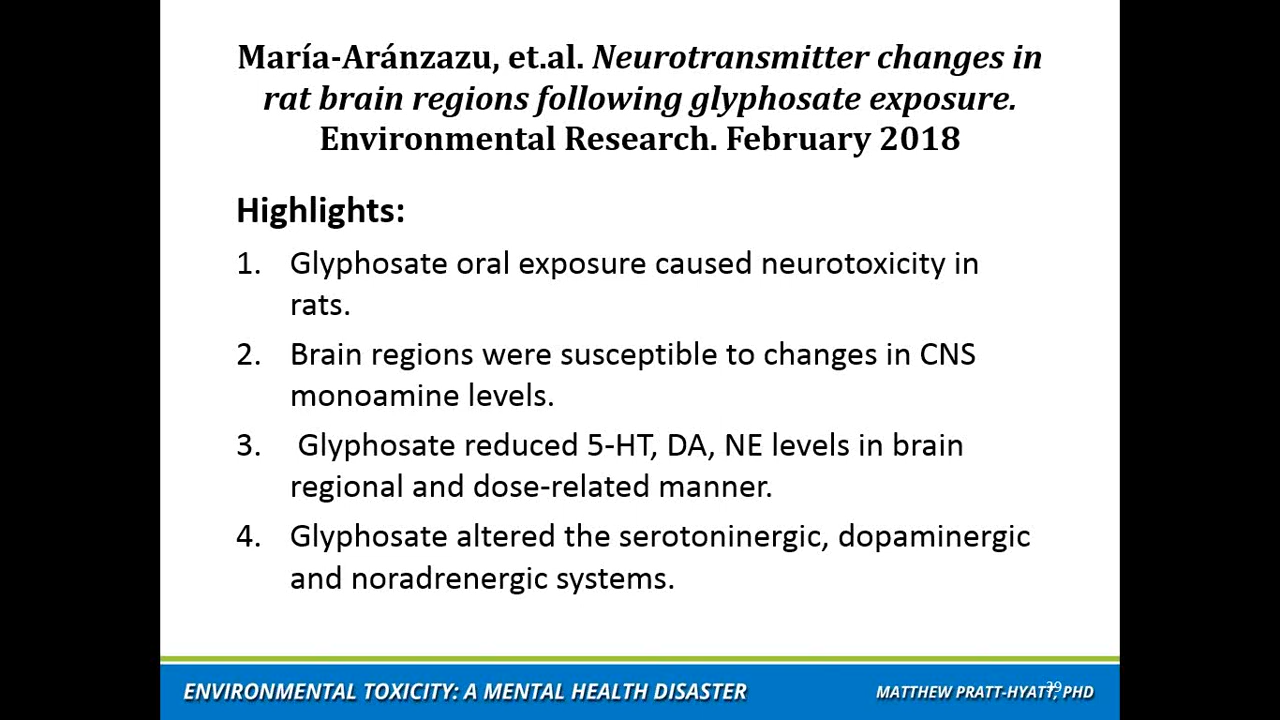 María-Aránzazu, et.al. Neurotransmitter changes in
rat brain regions following glyphosate exposure.
Environmental Research. February 2018
Highlights:
1. Glyphosate oral exposure caused neurotoxicity in
rats.
2. Brain regions were susceptible to changes in CNS
monoamine levels.
3. Glyphosate reduced 5-HT, DA, NE levels in brain
regional and dose-related manner.
4. Glyphosate altered the serotoninergic, dopaminergic
and noradrenergic systems.
ENVIRONMENTAL TOXICITY: A MENTAL HEALTH DISASTER
MATTHEW PRATT-HYATT, PHD
39